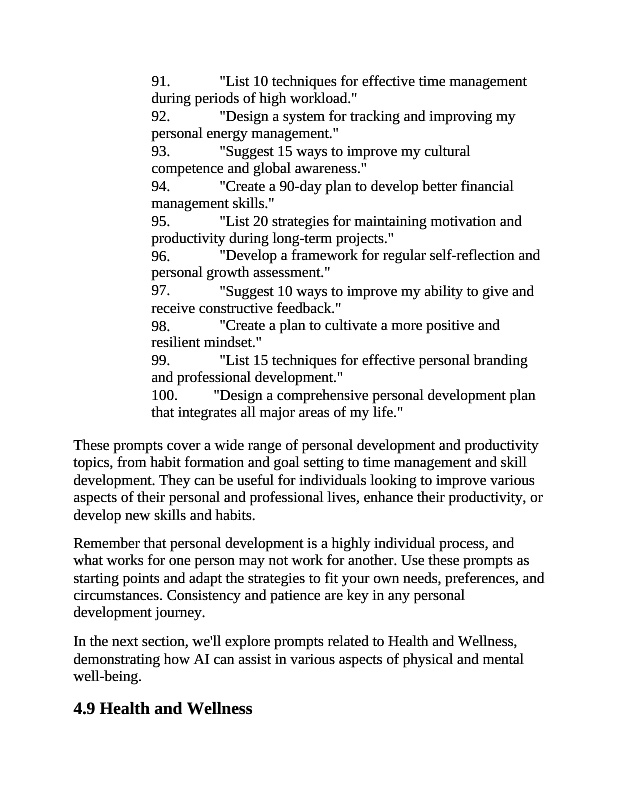 91. "List 10 techniques for effective time management
during periods of high workload."
92. "Design a system for tracking and improving my
personal energy management."
93. "Suggest 15 ways to improve my cultural
competence and global awareness."
94. "Create a 90-day plan to develop better financial
management skills."
95. "List 20 strategies for maintaining motivation and
productivity during long-term projects."
96. "Develop a framework for regular self-reflection and
personal growth assessment."
97. "Suggest 10 ways to improve my ability to give and
receive constructive feedback."
98. "Create a plan to cultivate a more positive and
resilient mindset."
99. "List 15 techniques for effective personal branding
and professional development."
100. "Design a comprehensive personal development plan
that integrates all major areas of my life."
These prompts cover a wide range of personal development and productivity
topics, from habit formation and goal setting to time management and skill
development. They can be useful for individuals looking to improve various
aspects of their personal and professional lives, enhance their productivity, or
develop new skills and habits.
Remember that personal development is a highly individual process, and
what works for one person may not work for another. Use these prompts as
starting points and adapt the strategies to fit your own needs, preferences, and
circumstances. Consistency and patience are key in any personal
development journey.
In the next section, we'll explore prompts related to Health and Wellness,
demonstrating how AI can assist in various aspects of physical and mental
well-being.
4.9 Health and Wellness